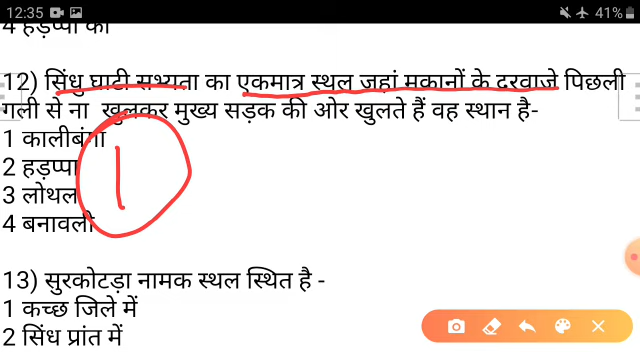 12:35
41%
4 हड़प्पा की
12) सिंधु घाटी सभ्यता का एकमात्र स्थल जहां मकानों के दरवाजे पिछली
गली से ना खुलकर मुख्य सड़क की ओर खुलते हैं वह स्थान है-
1 कालीबंगा
2 हड़प्पा
3 लोथल
4 बनावली
1
13) सुरकोटड़ा नामक स्थल स्थित है -
1 कच्छ जिले में
2 सिंध प्रांत में